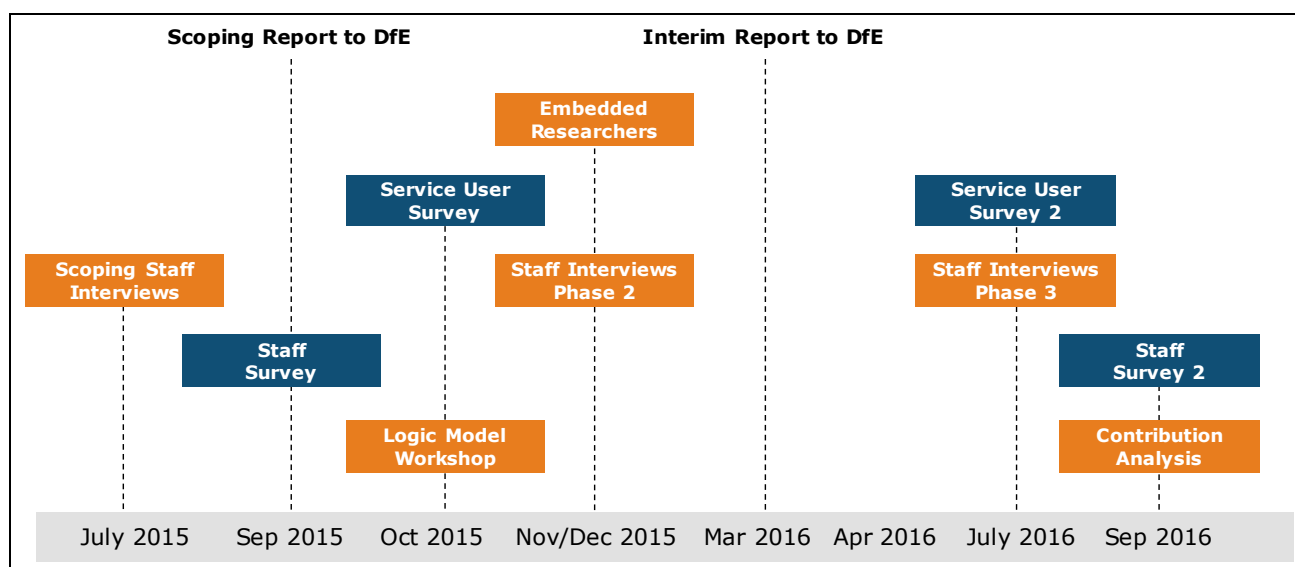 Scoping Report to DfE
Interim Report to DfE
Embedded
Researchers
Service User
Survey
Service User
Survey 2
Scoping Staff
Interviews
Staff Interviews
Phase 2
Staff Interviews
Phase 3
Staff
Survey
Staff
Survey 2
Logic Model
Workshop
Contribution
Analysis
July 2015
Sep 2015
Oct 2015
Nov/Dec 2015
Mar 2016
Apr 2016
July 2016
Sep 2016